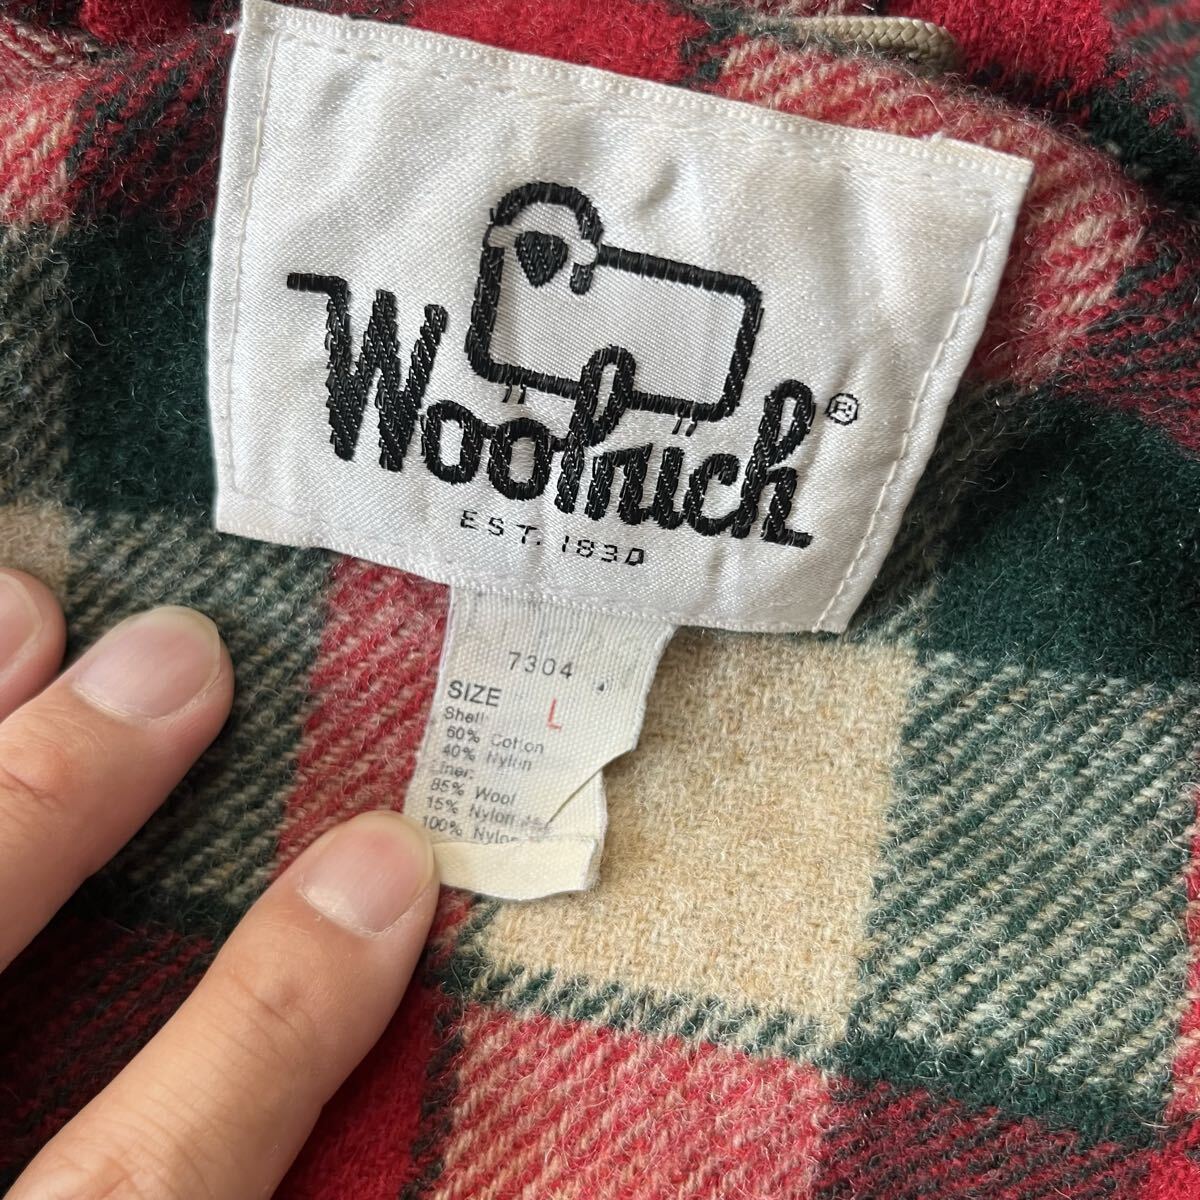 Woolrich®
EST. 1830
7304
SIZE L
Shell:
60% Cotton
40% Nylon
Liner:
85% Wool
15% Nylon
100% Nylon